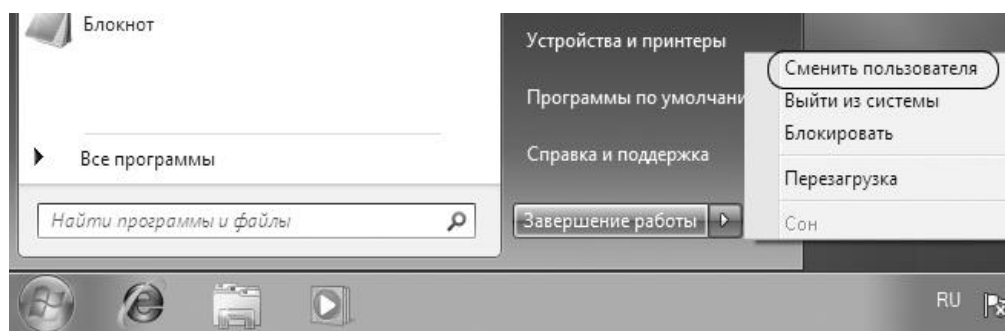 Блокнот
Все программы
Найти программы и файлы
Устройства и принтеры
Программы по умолчани
Справка и поддержка
Завершение работы
Сменить пользователя
Выйти из системы
Блокировать
Перезагрузка
Сон
RU